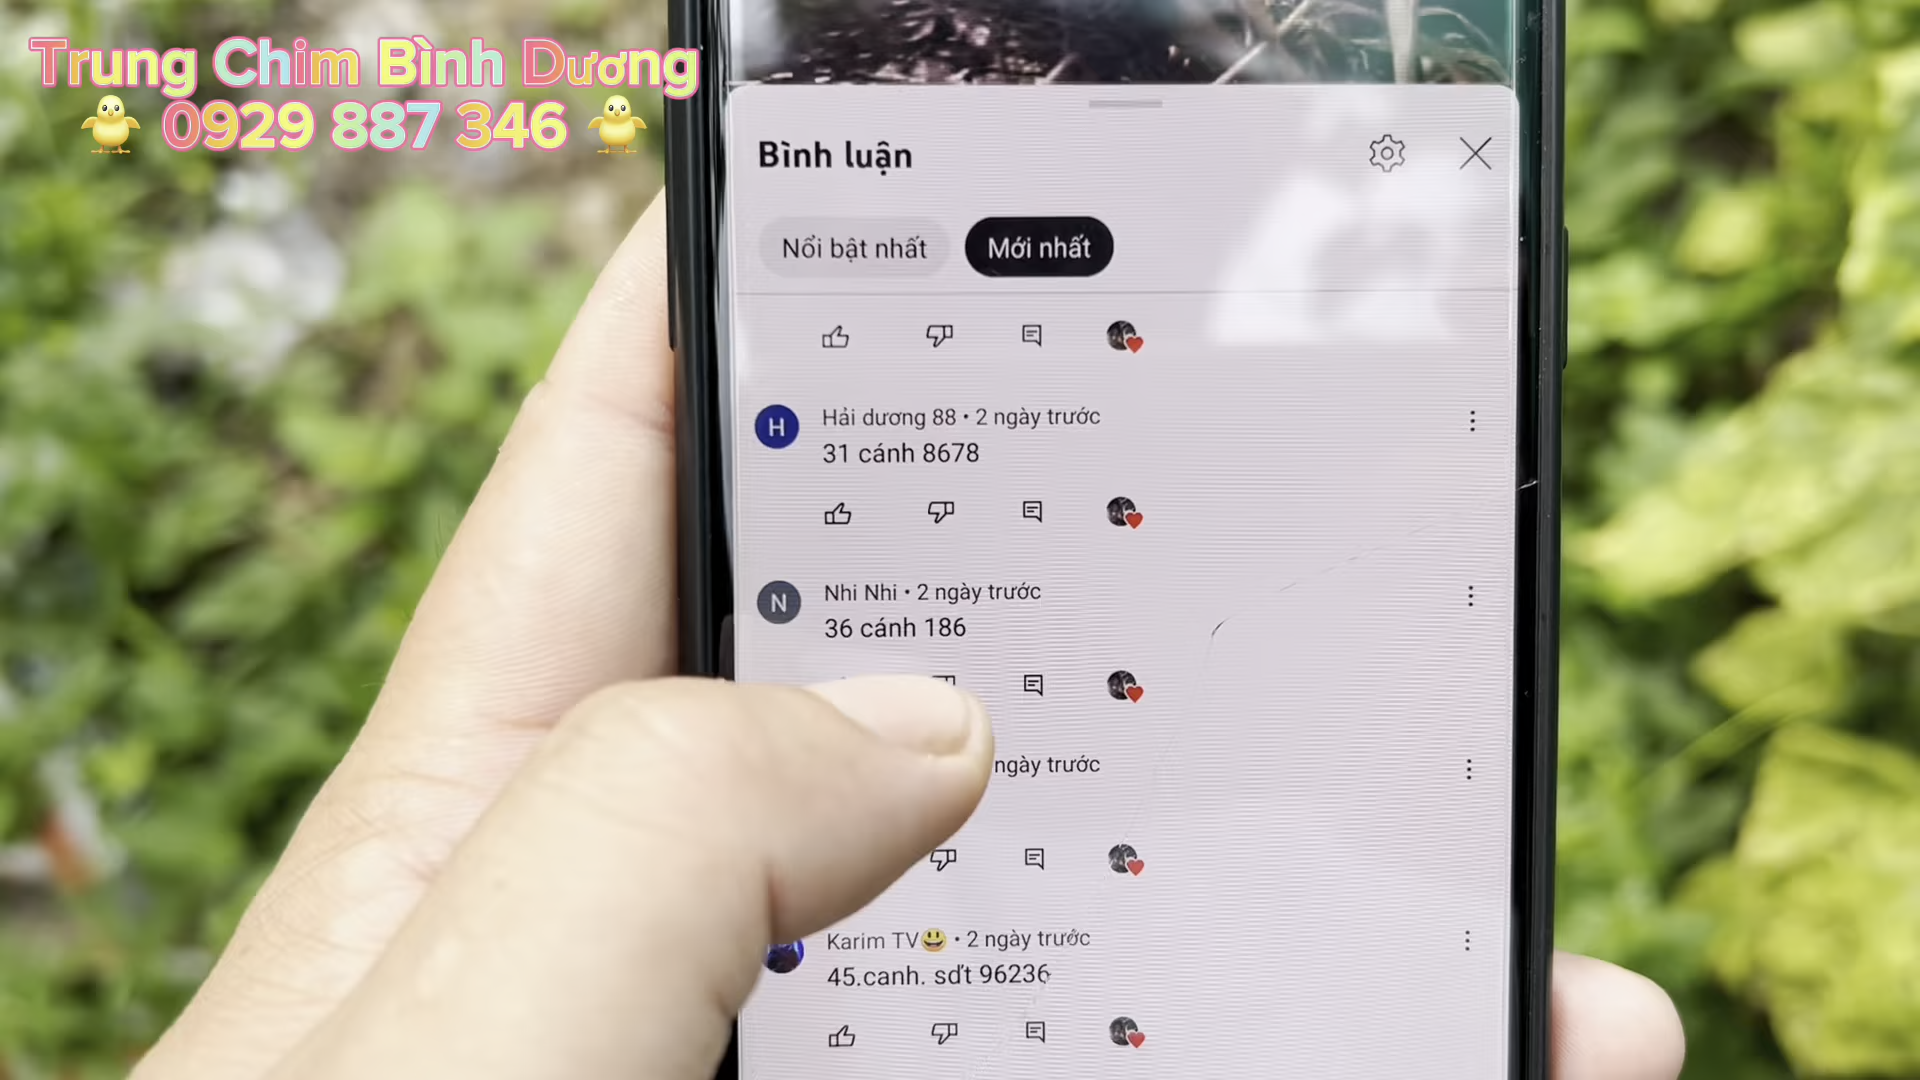 Trung Chim Bình Dương
0929 887 346
Bình luận
Nổi bật nhất
Mới nhất
H
Hải dương 88 • 2 ngày trước
31 cánh 8678
N
Nhi Nhi • 2 ngày trước
36 cánh 186
ngày trước
Karim TV😃 • 2 ngày trước
45.canh. sđt 96236